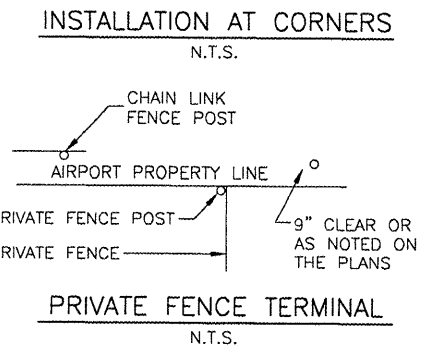 INSTALLATION AT CORNERS
N.T.S.
CHAIN LINK
FENCE POST
AIRPORT PROPERTY LINE
RIVATE FENCE POST
RIVATE FENCE
9" CLEAR OR
AS NOTED ON
THE PLANS
PRIVATE FENCE TERMINAL
N.T.S.